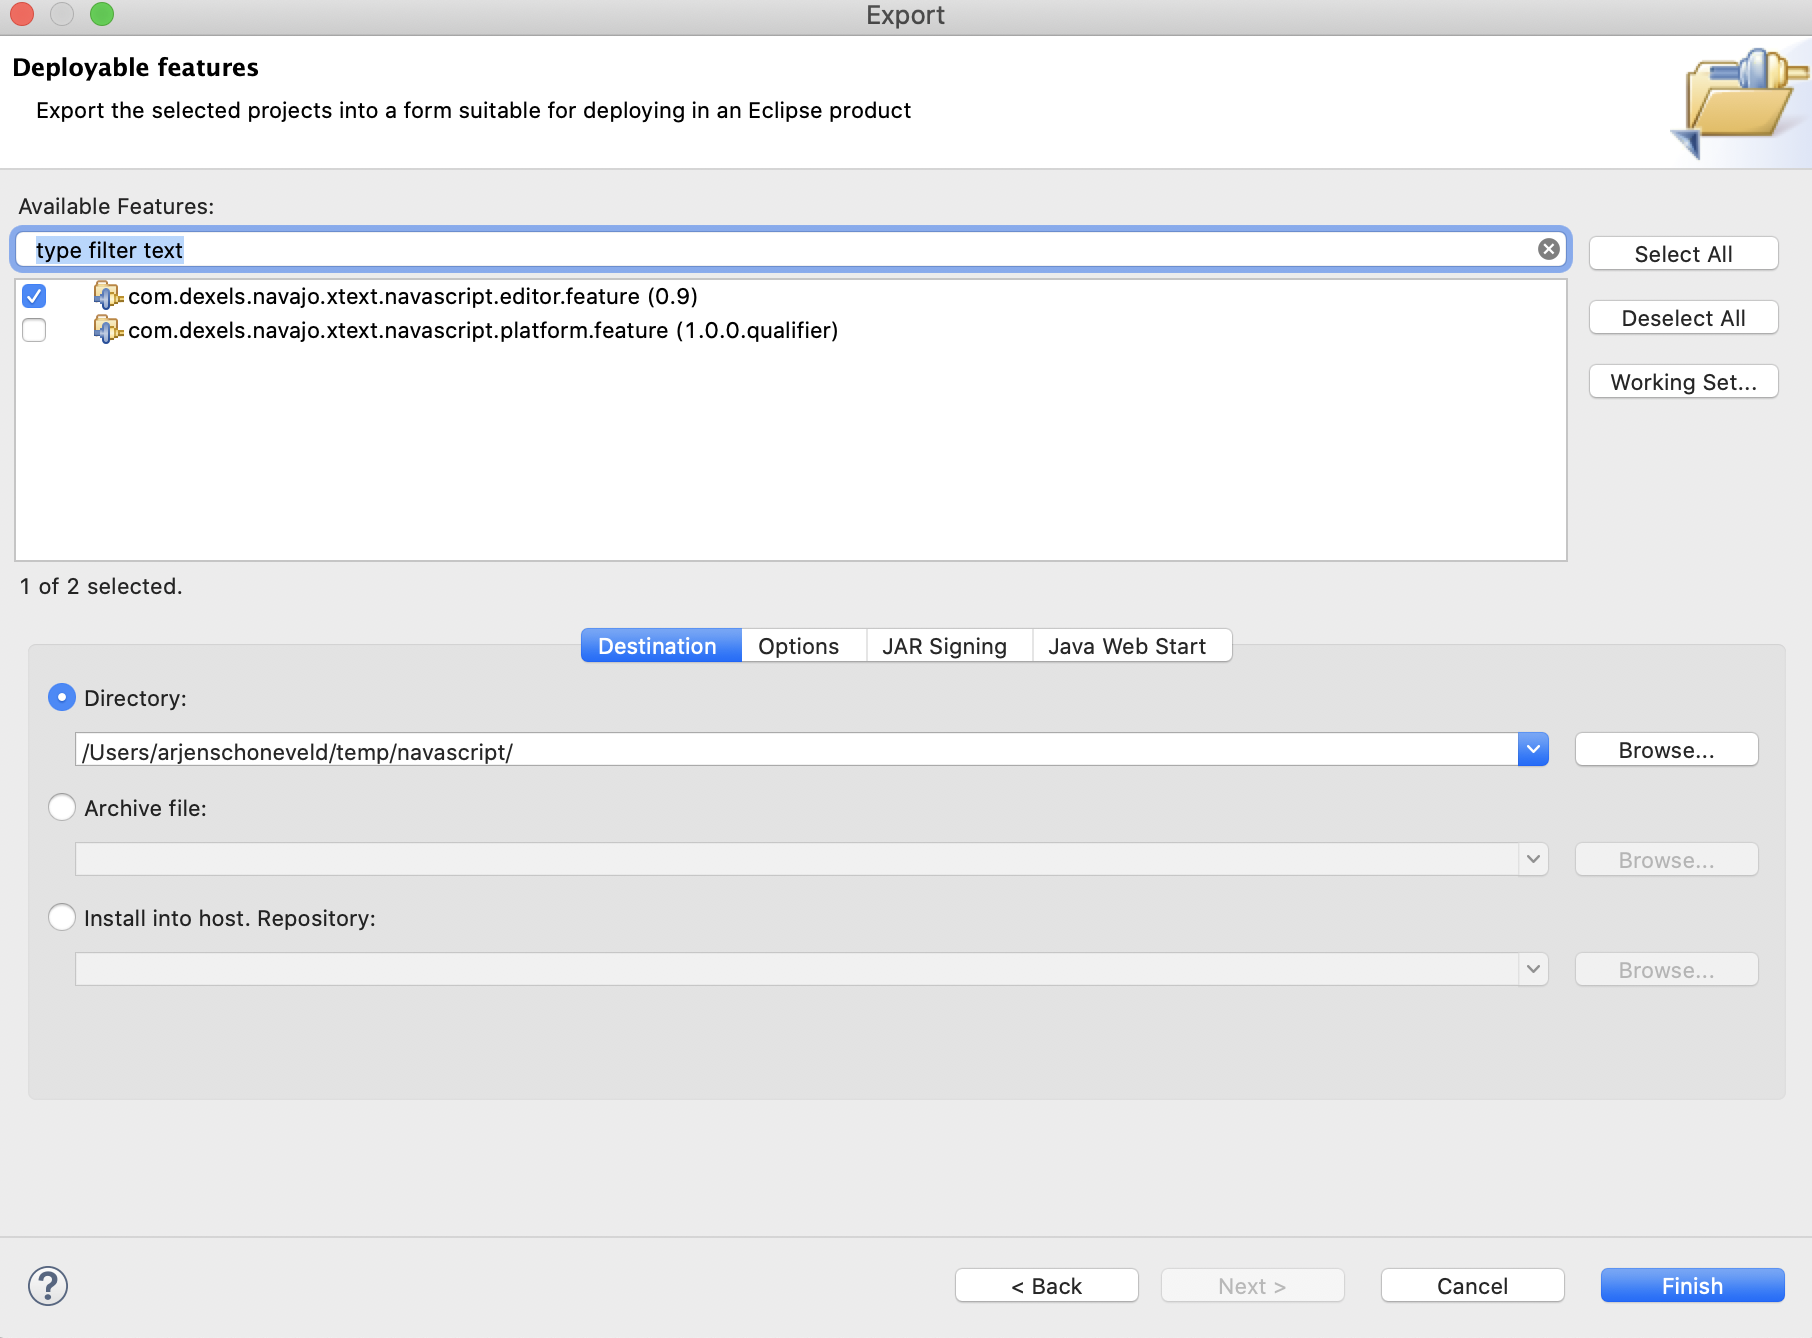 Export
Deployable features
Export the selected projects into a form suitable for deploying in an Eclipse product
Available Features:
type filter text
Select All
com.dexels.navajo.xtext.navascript.editor.feature (0.9)
com.dexels.navajo.xtext.navascript.platform.feature (1.0.0.qualifier)
Deselect All
Working Set...
1 of 2 selected.
Destination Options JAR Signing Java Web Start
Directory:
/Users/arjenschoneveld/temp/navascript/ Browse...
Archive file:
Browse...
Install into host. Repository:
Browse...
? < Back Next > Cancel Finish